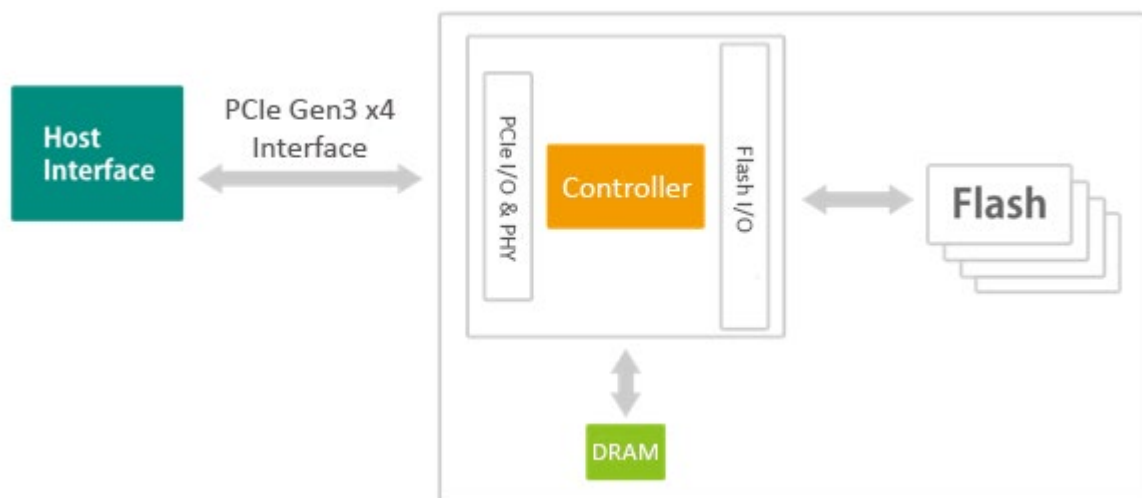 PCIe Gen3 x4
Interface
Host
Interface
PCIe I/O & PHY
Controller
Flash I/O
Flash
DRAM